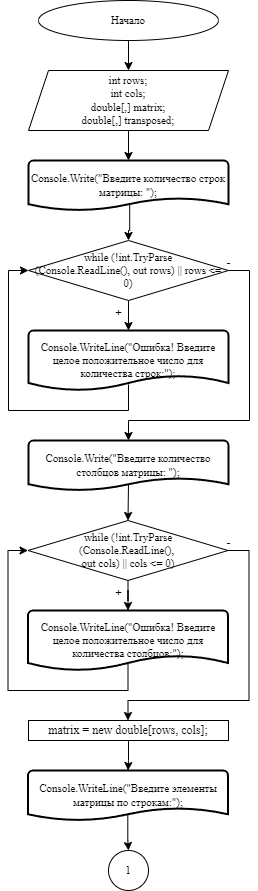 Начало
int rows;
int cols;
double[,] matrix;
double[,] transposed;
Console.Write("Введите количество строк
матрицы: ");
while (!int.TryParse
(Console.ReadLine(), out rows) || rows <=
0)
-
+
Console.WriteLine("Ошибка! Введите
целое положительное число для
количества строк:");
Console.Write("Введите количество
столбцов матрицы: ");
while (!int.TryParse
(Console.ReadLine(),
out cols) || cols <= 0)
-
+
Console.WriteLine("Ошибка! Введите
целое положительное число для
количества столбцов:");
matrix = new double[rows, cols];
Console.WriteLine("Введите элементы
матрицы по строкам:");
1